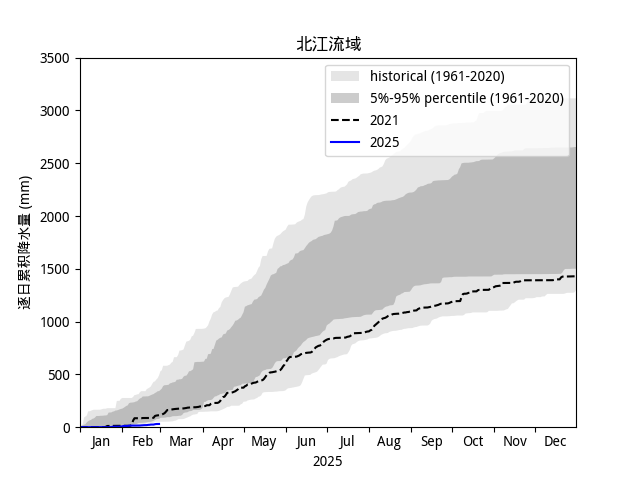 北江流域
historical (1961-2020)
5%-95% percentile (1961-2020)
2021
2025
逐日累积降水量 (mm)
3500
3000
2500
2000
1500
1000
500
0
Jan Feb Mar Apr May Jun Jul Aug Sep Oct Nov Dec
2025